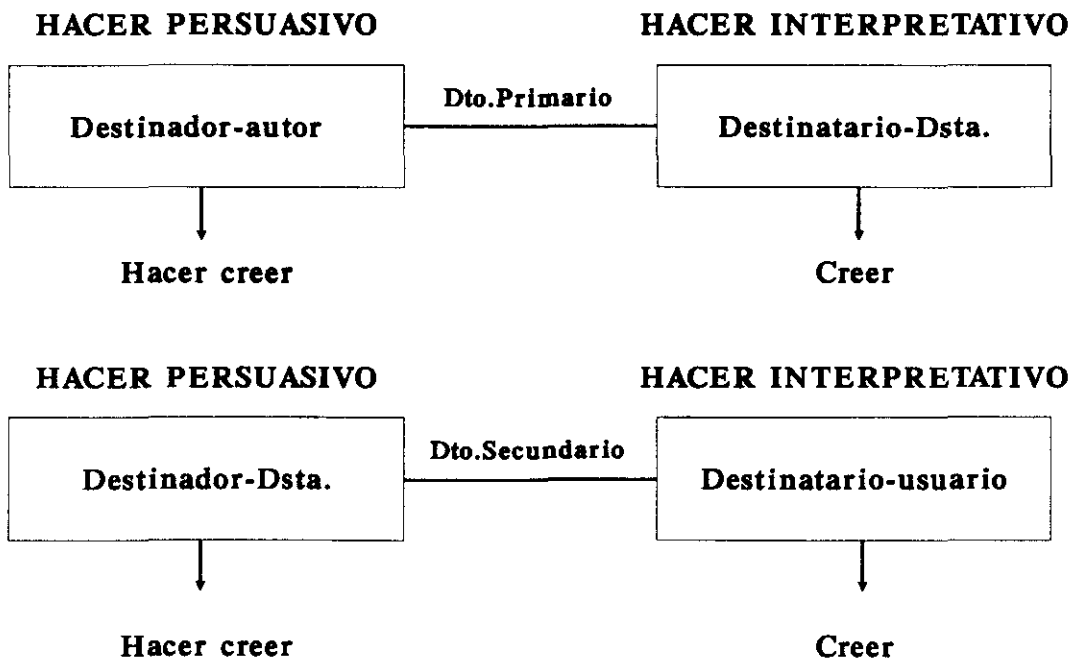 HACER PERSUASIVO
HACER INTERPRETATIVO
Destinador-autor
Dto.Primario
Destinatario-Dsta.
Hacer creer
Creer
HACER PERSUASIVO
HACER INTERPRETATIVO
Destinador-Dsta.
Dto.Secundario
Destinatario-usuario
Hacer creer
Creer